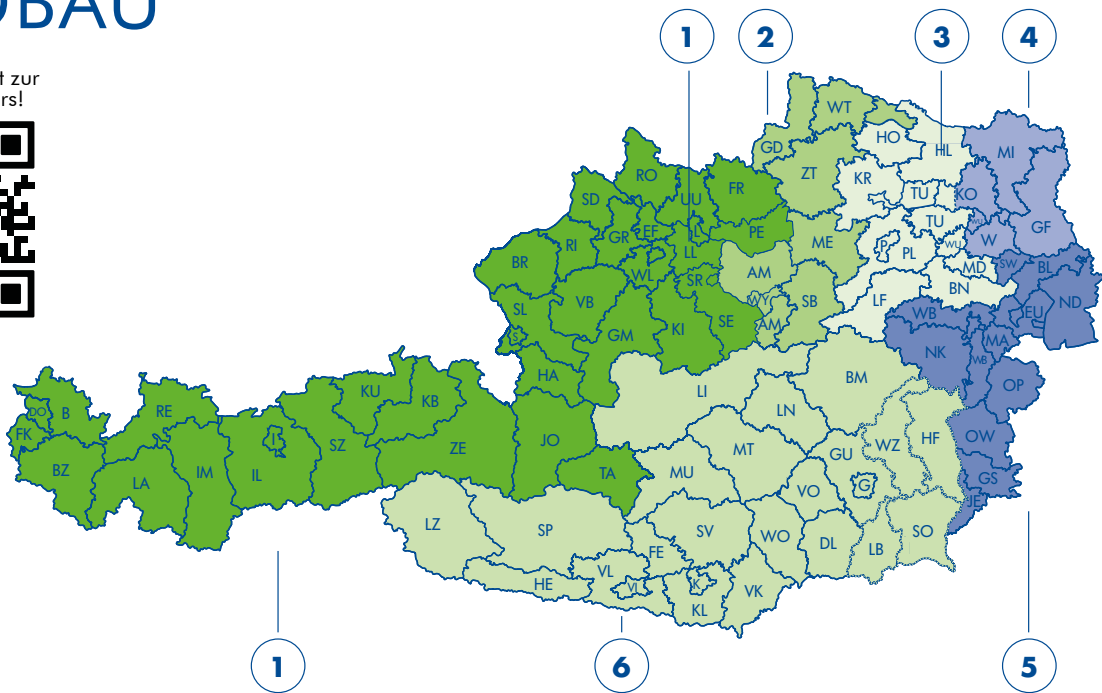 OBAU
t zur
rs!
1 2 3 4
WT
HO
GD HL MI
RO ZT KR
UU FR TU KO
SD TU GF
GR EF IL PE ME W
RI LL P PL WU
BR WL AM MD SW BL
SR BN
SL VB WY SB LF WB EU ND
S GM KI SE AM MA
NK WB
HA BM OP
KU LI
DO B RE KB LN
FK JO HF OW
I SZ ZE MT GU WZ
BZ LA IM IL TA MU GS
VO G JE
LZ SP SV WO DL SO
FE LB
VL
HE VL K VK
KL
1 6 5